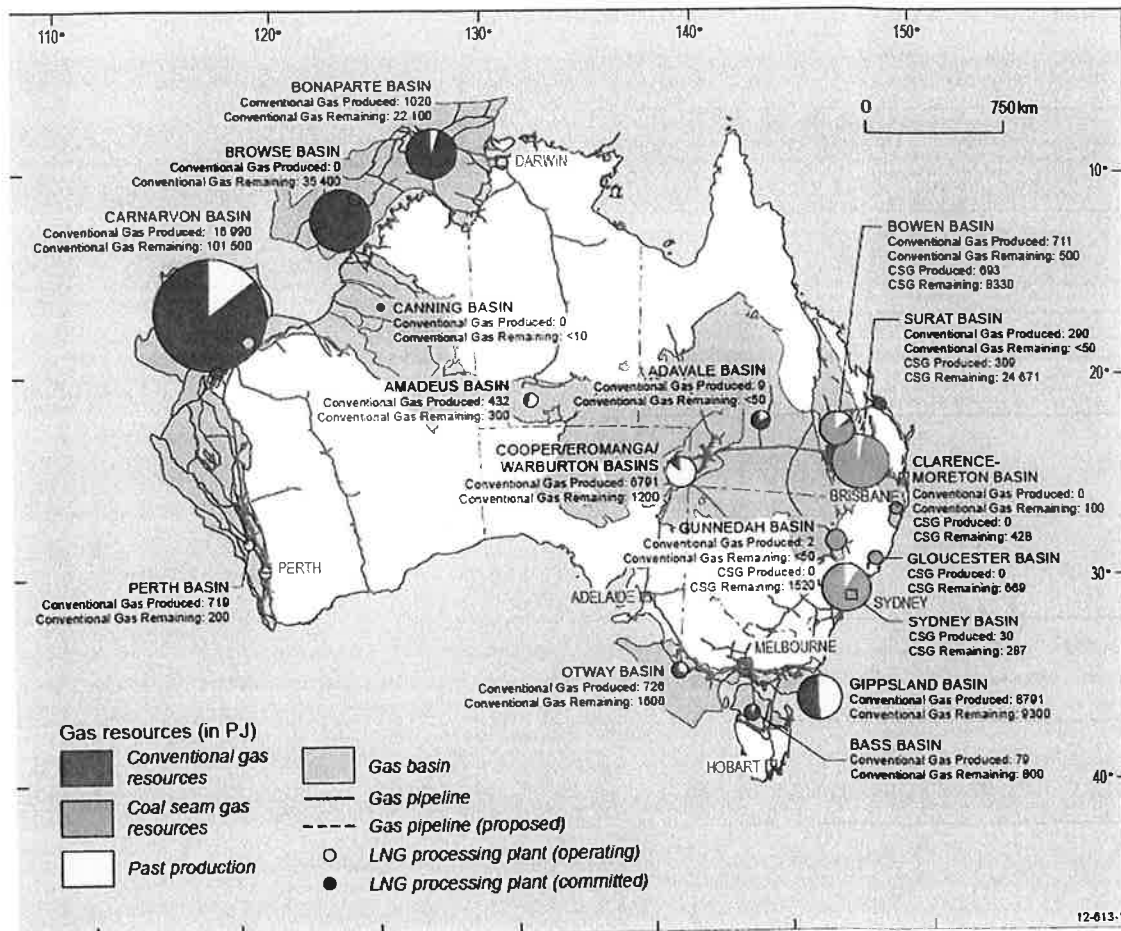 110°
120°
130°
140°
150°
BONAPARTE BASIN
Conventional Gas Produced: 1020
Conventional Gas Remaining: 22 100
0
750km
BROWSE BASIN
Conventional Gas Produced: 0
Conventional Gas Remaining: 35 400
DARWIN
10°
CARNARVON BASIN
Conventional Gas Produced: 16 990
Conventional Gas Remaining: 101 500
BOWEN BASIN
Conventional Gas Produced: 711
Conventional Gas Remaining: 500
CSG Produced: 693
CSG Remaining: 8330
CANNING BASIN
Conventional Gas Produced: 0
Conventional Gas Remaining: <10
SURAT BASIN
Conventional Gas Produced: 290
Conventional Gas Remaining: <50
CSG Produced: 309
CSG Remaining: 24 671
20°
AMADEUS BASIN
Conventional Gas Produced: 432
Conventional Gas Remaining: 300
ADAVALE BASIN
Conventional Gas Produced: 9
Conventional Gas Remaining: <50
COOPER/EROMANGA/
WARBURTON BASINS
Conventional Gas Produced: 6791
Conventional Gas Remaining: 1200
BRISBANE
CLARENCE-
MORETON BASIN
Conventional Gas Produced: 0
Conventional Gas Remaining: 100
CSG Produced: 0
CSG Remaining: 428
GUNNEDAH BASIN
Conventional Gas Produced: 2
Conventional Gas Remaining: <50
CSG Produced: 0
CSG Remaining: 1520
GLOUCESTER BASIN
CSG Produced: 0
CSG Remaining: 669
30°
PERTH
PERTH BASIN
Conventional Gas Produced: 719
Conventional Gas Remaining: 200
ADELAIDE
SYDNEY
SYDNEY BASIN
CSG Produced: 30
CSG Remaining: 287
MELBOURNE
OTWAY BASIN
Conventional Gas Produced: 726
Conventional Gas Remaining: 1600
GIPPSLAND BASIN
Conventional Gas Produced: 8791
Conventional Gas Remaining: 9300
BASS BASIN
Conventional Gas Produced: 79
Conventional Gas Remaining: 800
HOBART
40°
Gas resources (in PJ)
Conventional gas
resources
Coal seam gas
resources
Past production
Gas basin
Gas pipeline
Gas pipeline (proposed)
LNG processing plant (operating)
LNG processing plant (committed)